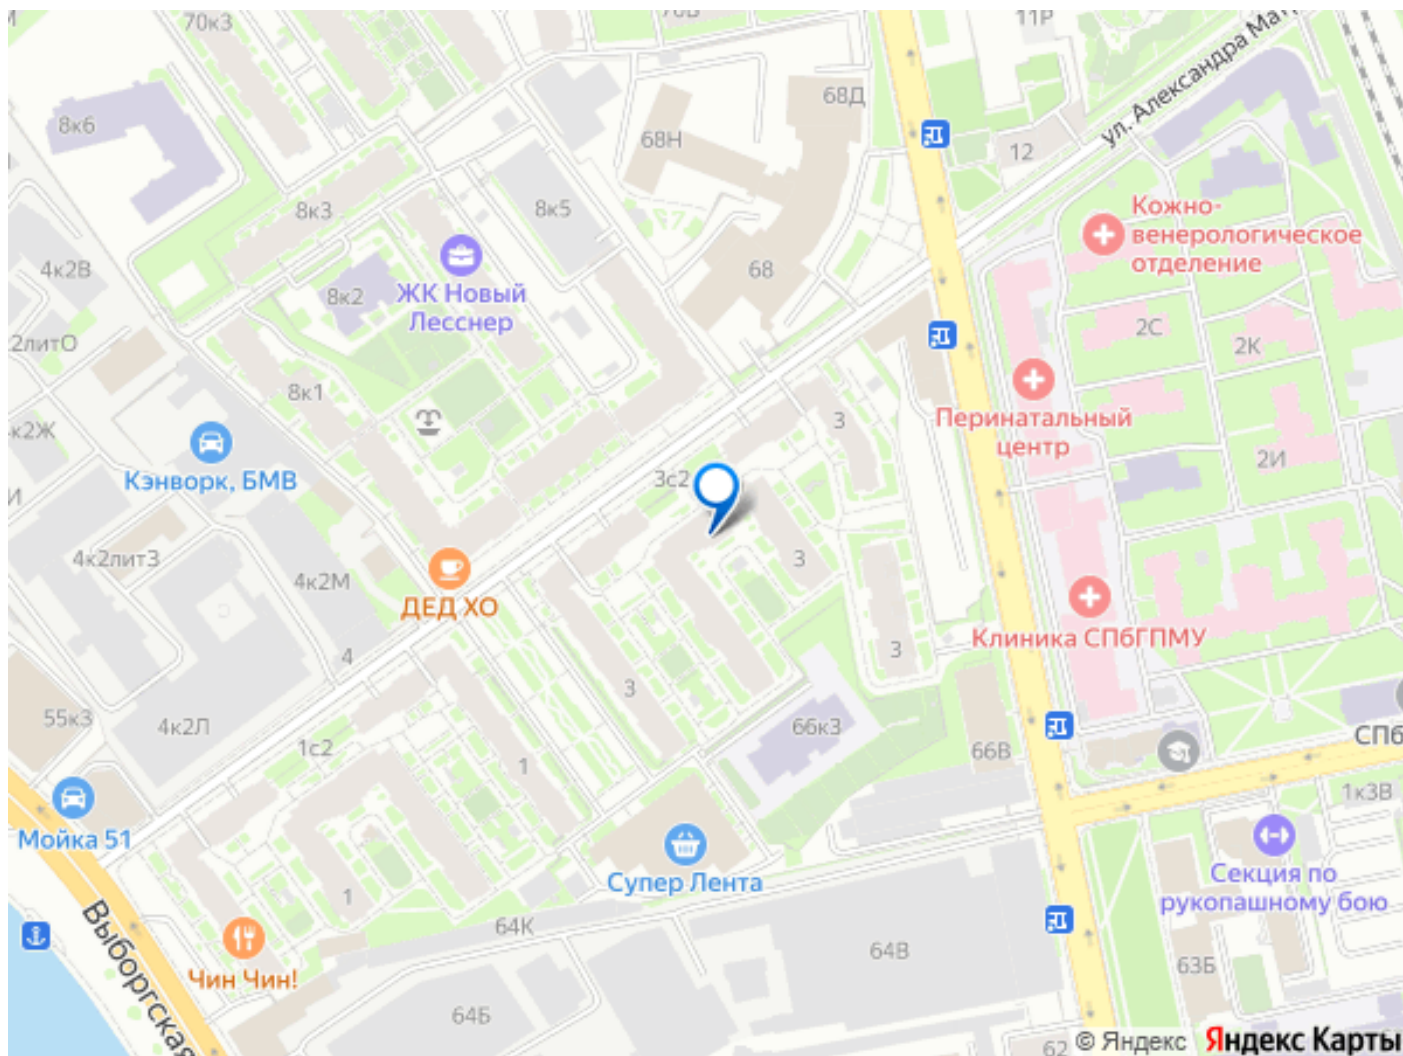 70к3
70В
11Р
ул. Александра Мат
8к6
68Д
68Н
12
8к3
8к5
Кожно-
венерологическое
отделение
4к2В
68
8к2
ЖК Новый
Лесснер
2С
2К
2литО
8к1
3
Перинатальный
центр
к2Ж
Кэнворк, БМВ
3с2
2И
И
4к2лит3
4к2М
3
ДЕД ХО
Клиника СПбГПМУ
4
3
3
55к3
4к2Л
66к3
1с2
66В
СПб
1
1к3В
Мойка 51
Супер Лента
Секция по
рукопашному бою
1
64К
64В
63Б
Выборгская
Чин Чин!
64Б
62
© Яндекс
Яндекс Карты